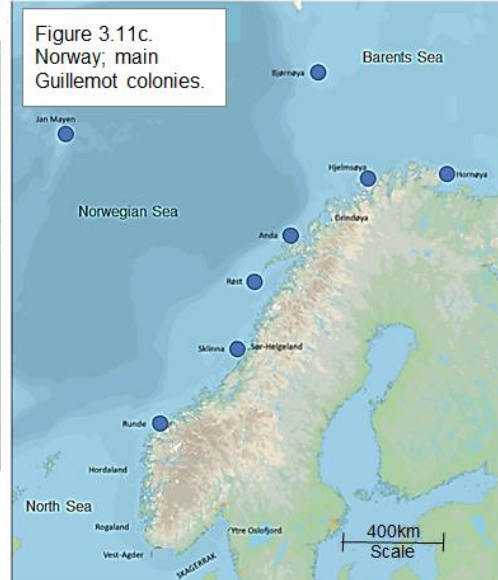 Figure 3.11c.
Norway; main
Guillemot colonies.
Barents Sea
Bjørnøya
Jan Mayen
Hjelmsøya
Hornøya
Norwegian Sea
Grindøya
Anda
Røst
Sklinna
Sør-Helgeland
Runde
Hordaland
North Sea
Rogaland
Ytre Oslofjord
400km
Scale
Vest-Agder
SKAGERRAK